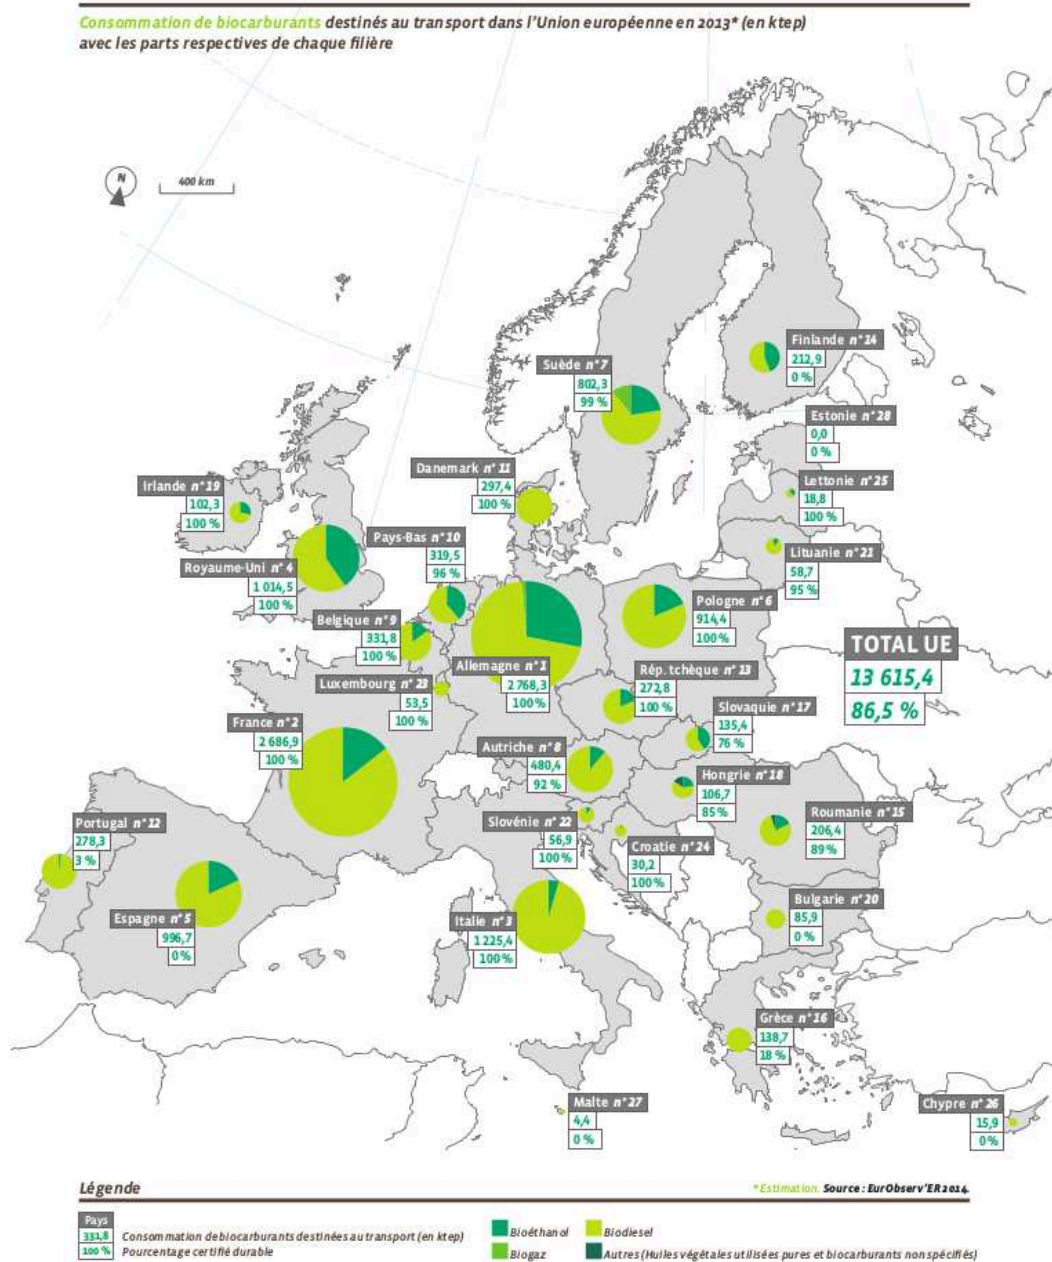 Consommation de biocarburants destinés au transport dans l'Union européenne en 2013* (en ktep)
avec les parts respectives de chaque filière
N
400 km
Finlande n°14
212,9
0 %
Suède n°7
802,3
99 %
Estonie n°28
0,0
0 %
Danemark n°11
297,4
100 %
Lettonie n°25
18,8
100 %
Irlande n°19
102,3
100 %
Pays-Bas n°10
319,5
96 %
Lituanie n°21
58,7
95 %
Royaume-Uni n°4
1 014,5
100 %
Pologne n°6
914,4
100 %
Belgique n°9
331,8
100 %
TOTAL UE
13 615,4
86,5 %
Allemagne n°1
2 768,3
100 %
Rép. tchèque n°13
272,8
100 %
Luxembourg n°23
53,5
100 %
Slovaquie n°17
135,4
76 %
France n°2
2 686,9
100 %
Autriche n°8
480,4
92 %
Hongrie n°18
106,7
85 %
Roumanie n°15
206,4
89 %
Portugal n°12
278,3
3 %
Slovénie n°22
56,9
100 %
Croatie n°24
30,2
100 %
Bulgarie n°20
85,9
0 %
Espagne n°5
996,7
0 %
Italie n°3
1 225,4
100 %
Grèce n°16
138,7
18 %
Malte n°27
4,4
0 %
Chypre n°26
15,9
0 %
Légende
*Estimation. Source : EurObserv'ER 2014.
Pays
331,8 Consommation de biocarburants destinées au transport (en ktep)
100 % Pourcentage certifié durable
Bioéthanol
Biodiesel
Biogaz
Autres (Huiles végétales utilisées pures et biocarburants non spécifiés)